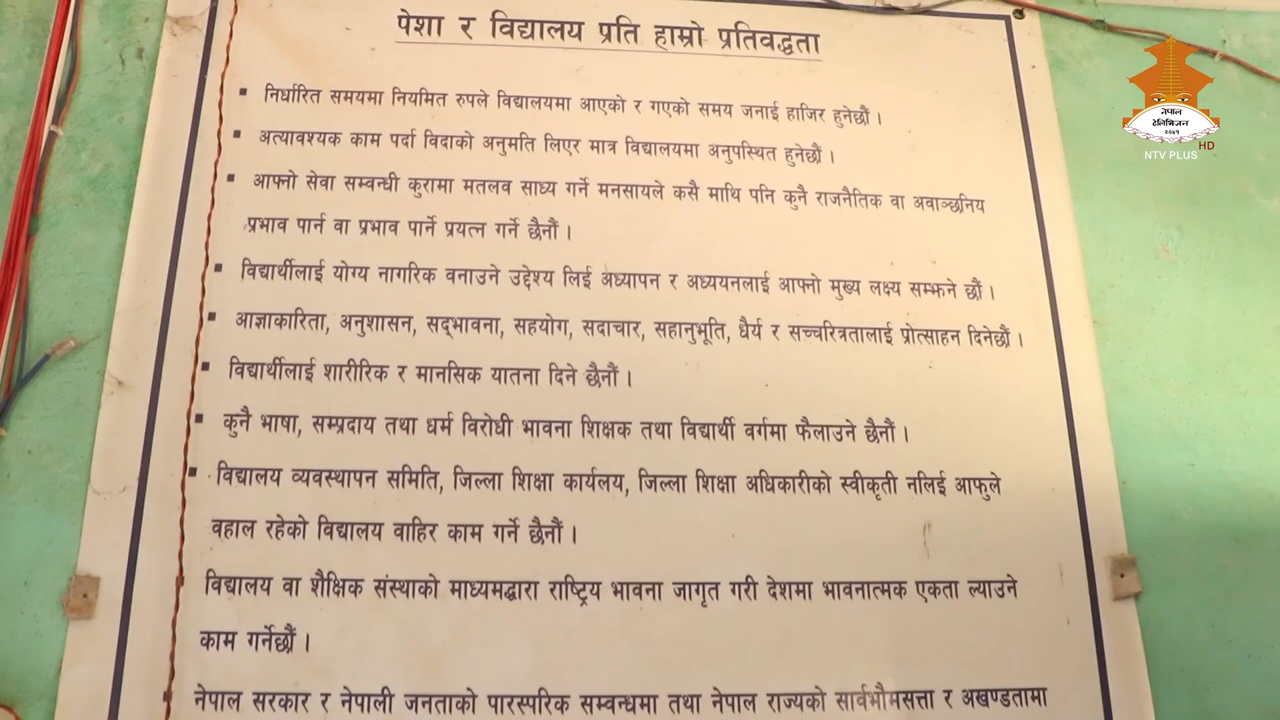 पेशा र विद्यालय प्रति हाम्रो प्रतिवद्धता
▪ निर्धारित समयमा नियमित रुपले विद्यालयमा आएको र गएको समय जनाई हाजिर हुनेछौं ।
▪ अत्यावश्यक काम पर्दा विदाको अनुमति लिएर मात्र विद्यालयमा अनुपस्थित हुनेछौं ।
▪ आफ्नो सेवा सम्वन्धी कुरामा मतलव साध्य गर्ने मनसायले कसै माथि पनि कुनै राजनैतिक वा अवाञ्छनिय
प्रभाव पार्न वा प्रभाव पार्ने प्रयत्न गर्ने छैनौं ।
▪ विद्यार्थीलाई योग्य नागरिक वनाउने उद्देश्य लिई अध्यापन र अध्ययनलाई आफ्नो मुख्य लक्ष्य सम्झने छौं ।
▪ आज्ञाकारिता, अनुशासन, सद्‌भावना, सहयोग, सदाचार, सहानुभूति, धैर्य र सच्चरित्रतालाई प्रोत्साहन दिनेछौं ।
▪ विद्यार्थीलाई शारीरिक र मानसिक यातना दिने छैनौं ।
▪ कुनै भाषा, सम्प्रदाय तथा धर्म विरोधी भावना शिक्षक तथा विद्यार्थी वर्गमा फैलाउने छैनौं ।
▪ विद्यालय व्यवस्थापन समिति, जिल्ला शिक्षा कार्यलय, जिल्ला शिक्षा अधिकारीको स्वीकृती नलिई आफुले
वहाल रहेको विद्यालय वाहिर काम गर्ने छैनौं ।
विद्यालय वा शैक्षिक संस्थाको माध्यमद्धारा राष्ट्रिय भावना जागृत गरी देशमा भावनात्मक एकता ल्याउने
काम गर्नेछौं ।
▪ नेपाल सरकार र नेपाली जनताको पारस्परिक सम्वन्धमा तथा नेपाल राज्यको सार्वभौमसत्ता र अखण्डतामा
नेपाल
टेलिभिजन
२०४१
HD
NTV PLUS